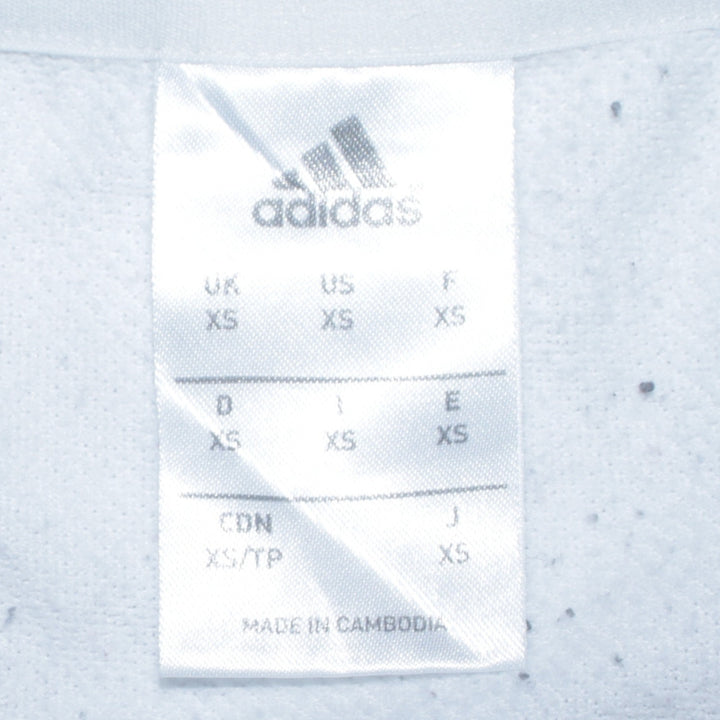 adidas
UK US F
XS XS XS
D I E
XS XS XS
CDN J
XS/TP XS
MADE IN CAMBODIA